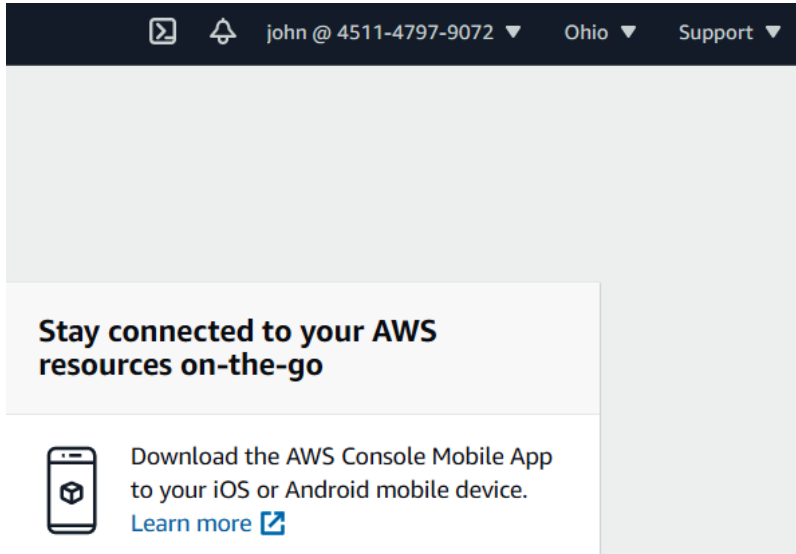 john @ 4511-4797-9072 ▼ Ohio ▼ Support ▼
Stay connected to your AWS
resources on-the-go
Download the AWS Console Mobile App
to your iOS or Android mobile device.
Learn more